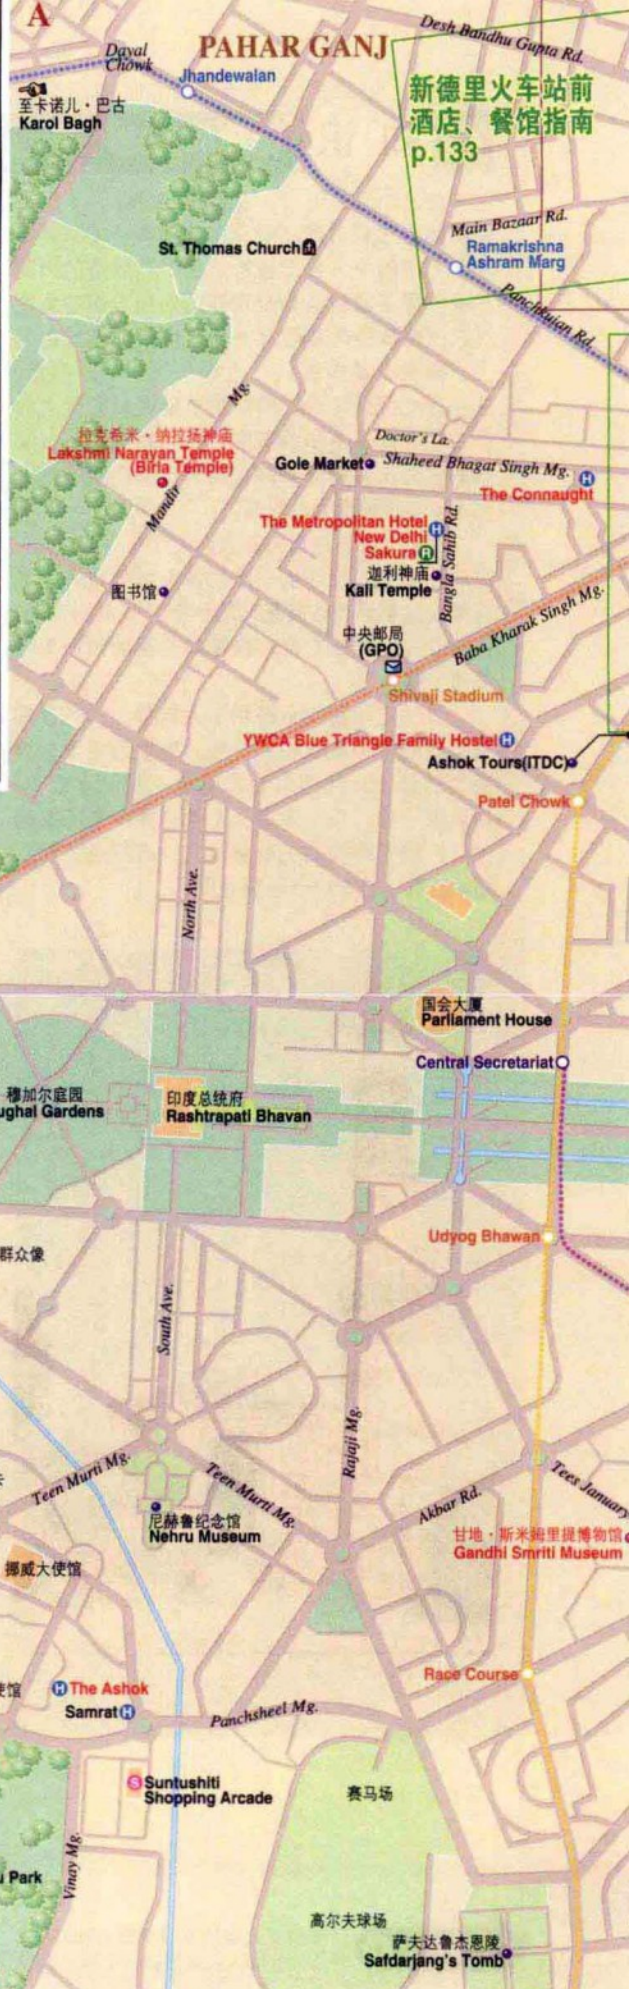 A
Dayal
Chowk
PAHAR GANJ
Desh Bandhu Gupta Rd.
Jhandewalan
至卡诺儿·巴古
Karol Bagh
新德里火车站前
酒店、餐馆指南
p.133
Main Bazaar Rd.
St. Thomas Church
Ramakrishna
Ashram Marg
Panchkuian Rd.
Mg.
Doctor's La.
拉克希米·纳拉扬神庙
Lakshmi Narayan Temple
(Birla Temple)
Gole Market
Shaheed Bhagat Singh Mg.
H
The Connaught
Mandir
The Metropolitan Hotel
New Delhi
H
Sakura
R
Bangla Sahib Rd.
迦利神庙
Kali Temple
图书馆
Baba Kharak Singh Mg.
中央邮局
(GPO)
Shivaji Stadium
YWCA Blue Triangle Family Hostel
H
Ashok Tours(ITDC)
Patel Chowk
North Ave.
国会大厦
Parliament House
Central Secretariat
穆加尔庭园
ughal Gardens
印度总统府
Rashtrapati Bhavan
Udyog Bhawan
群众像
South Ave.
Rajaji Mg.
Teen Murti Mg.
Teen Murti Mg.
Akbar Rd.
Tees January
尼赫鲁纪念馆
Nehru Museum
甘地·斯米姆里提博物馆
Gandhi Smriti Museum
挪威大使馆
Race Course
使馆
H
The Ashok
Samrat
H
Panchsheel Mg.
S
Suntushiti
Shopping Arcade
赛马场
Vinay Mg.
Park
高尔夫球场
萨夫达鲁杰恩陵
Safdarjang's Tomb